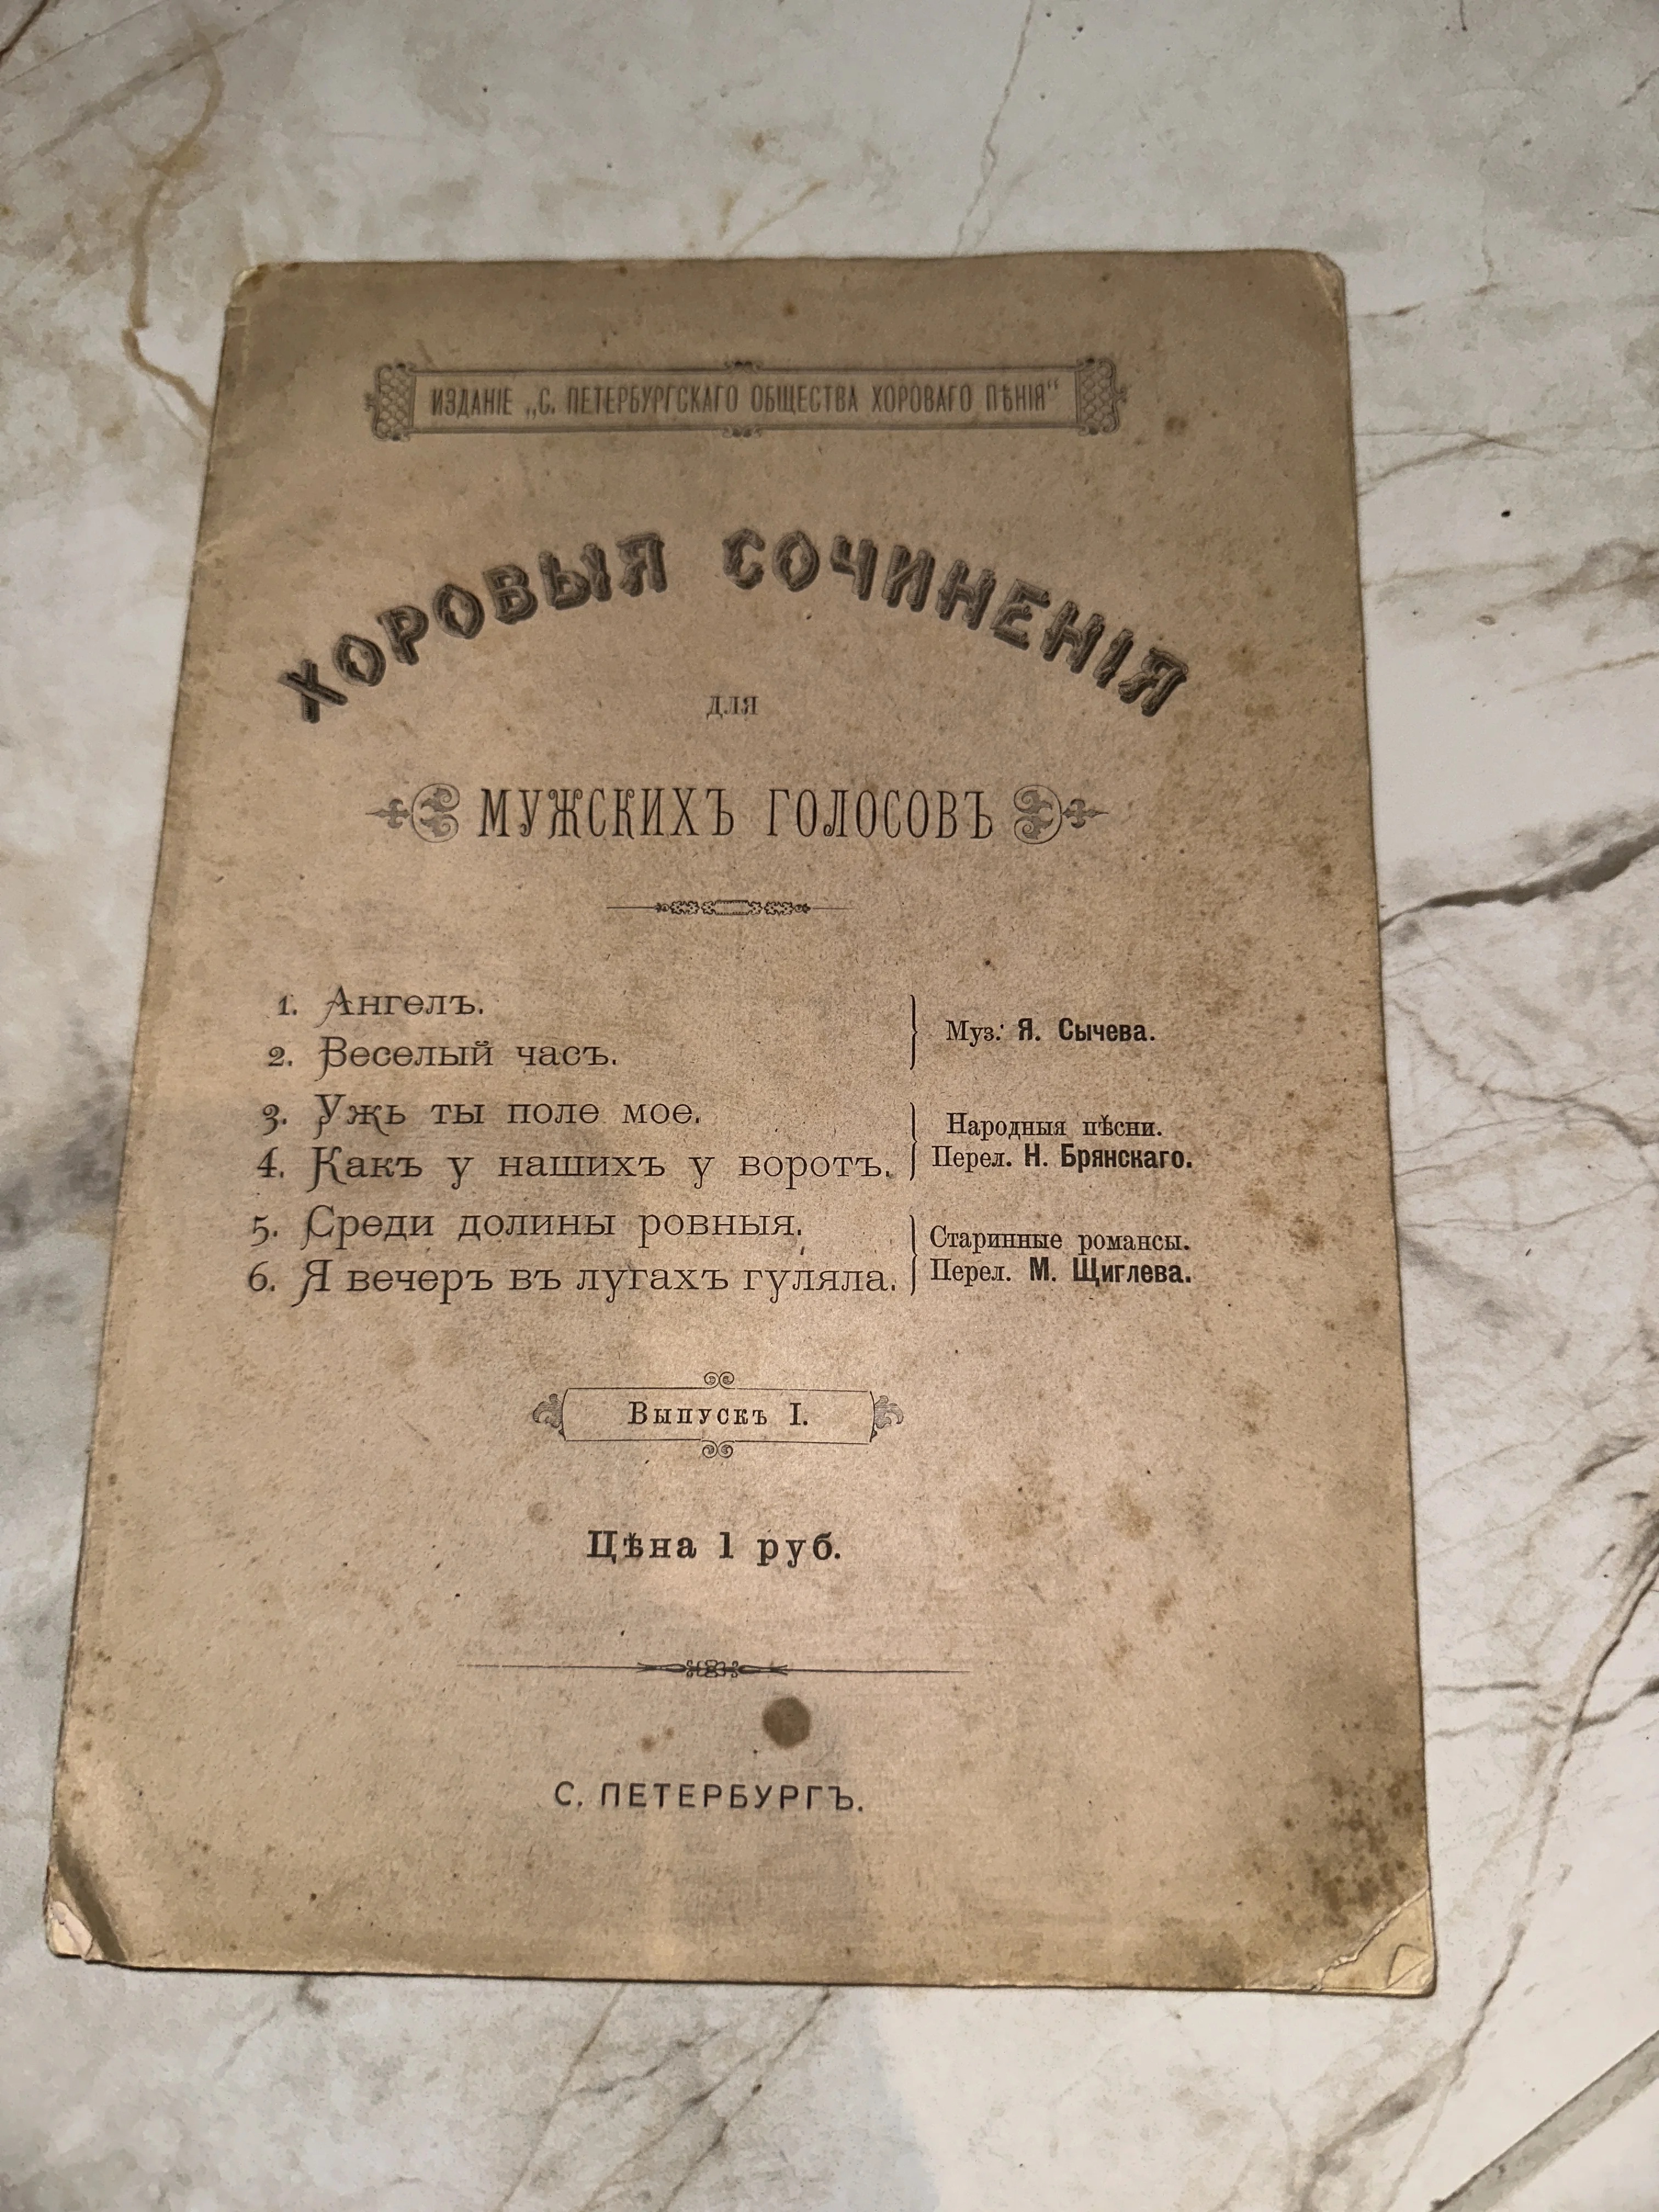 ИЗДАНІЕ „С. ПЕТЕРБУРГСКАГО ОБЩЕСТВА ХОРОВАГО ПѢНІЯ“
ХОРОВЫЯ СОЧИНЕНІЯ
для
МУЖСКИХЪ ГОЛОСОВЪ
1. Ангелъ.
2. Веселый часъ.
Муз. Я. Сычева.
3. Ужь ты поле мое.
4. Какъ у нашихъ у воротъ.
Народныя пѣсни.
Перел. Н. Брянскаго.
5. Среди долины ровныя.
6. Я вечеръ въ лугахъ гуляла.
Старинные романсы.
Перел. М. Щиглева.
Выпускъ I.
Цѣна 1 руб.
С. ПЕТЕРБУРГЪ.